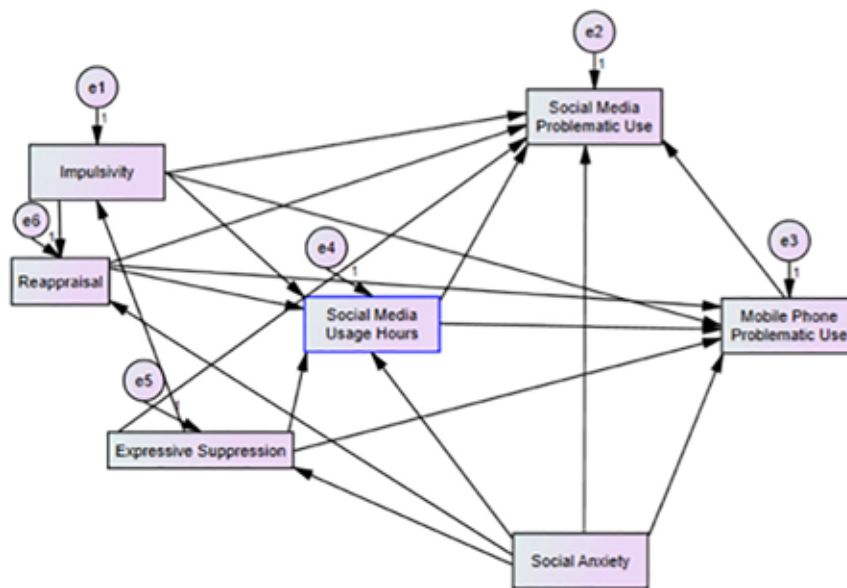 e2
1
Social Media
Problematic Use
e1
1
Impulsivity
e6
1
Reappraisal
e4
1
Social Media
Usage Hours
e3
1
Mobile Phone
Problematic Use
e5
1
Expressive Suppression
Social Anxiety